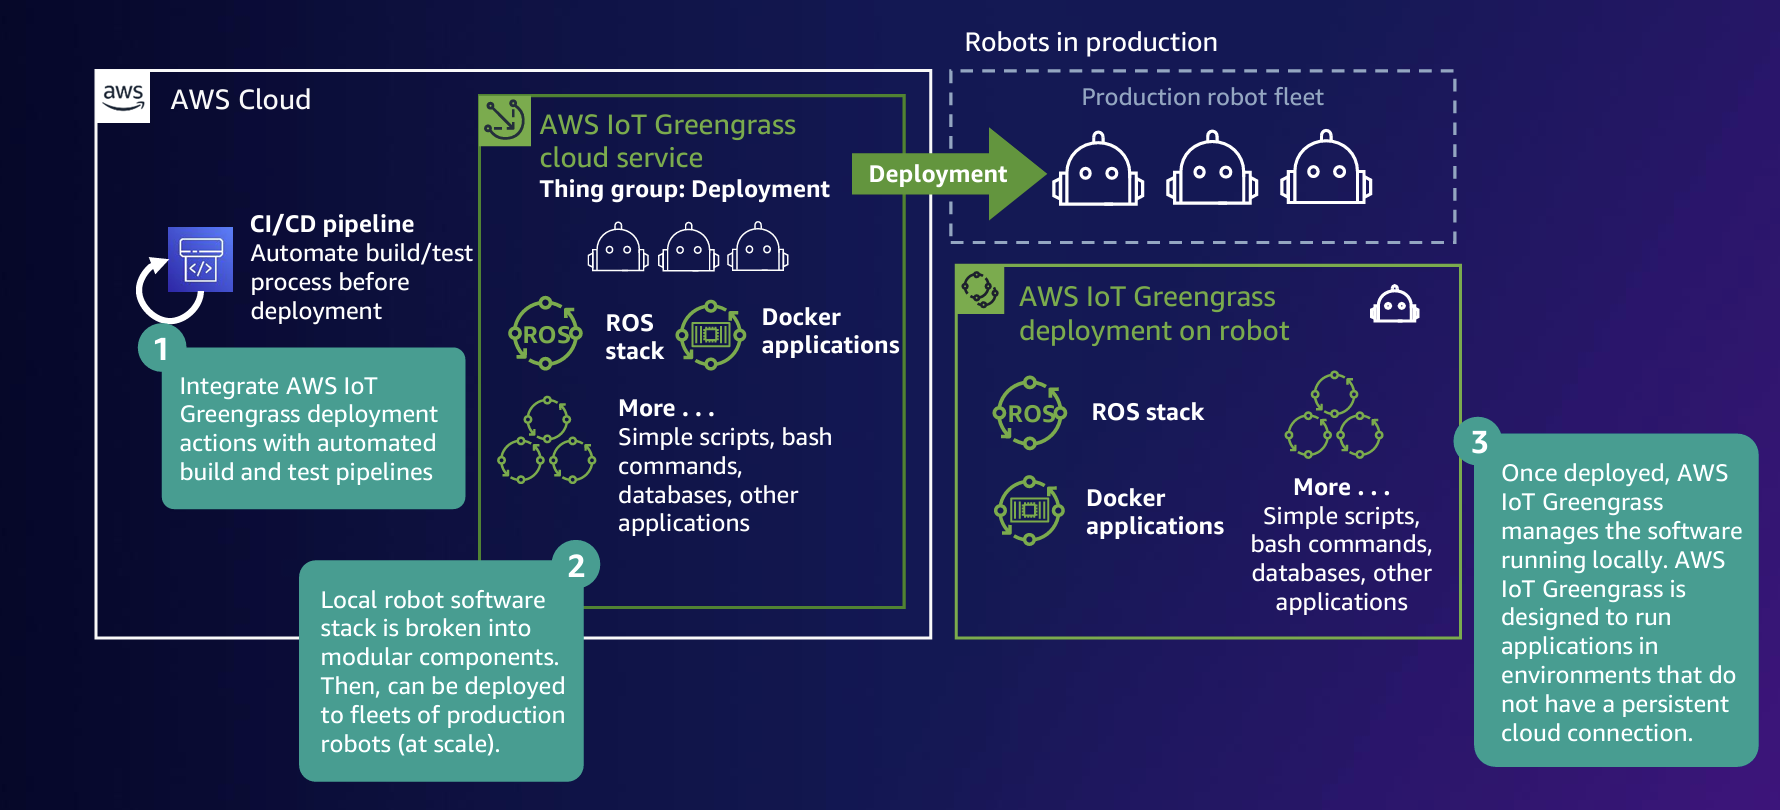 Robots in production
aws
AWS Cloud
Production robot fleet
AWS IoT Greengrass
cloud service
Thing group: Deployment
Deployment
CI/CD pipeline
Automate build/test
process before
deployment
</>
ROS
ROS
stack
Docker
applications
1
Integrate AWS IoT
Greengrass deployment
actions with automated
build and test pipelines
More . . .
Simple scripts, bash
commands,
databases, other
applications
2
Local robot software
stack is broken into
modular components.
Then, can be deployed
to fleets of production
robots (at scale).
AWS IoT Greengrass
deployment on robot
ROS
ROS stack
Docker
applications
More . . .
Simple scripts,
bash commands,
databases, other
applications
3
Once deployed, AWS
IoT Greengrass
manages the software
running locally. AWS
IoT Greengrass is
designed to run
applications in
environments that do
not have a persistent
cloud connection.